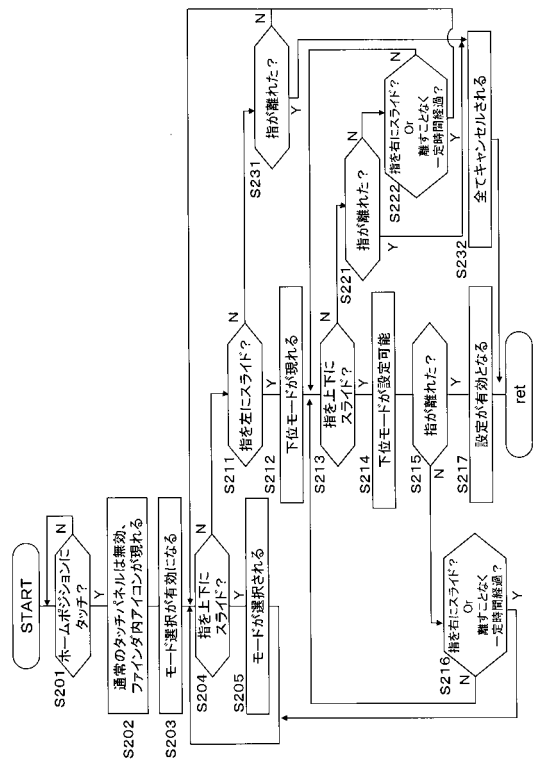 START
S201
ホームポジションに
タッチ?
N
Y
S202
通常のタッチパネルは無効、
ファインダ内アイコンが現れる
S203
モード選択が有効になる
S204
指を上下に
スライド?
N
Y
S205
モードが選択される
S211
指を左にスライド?
N
Y
S212
下位モードが現れる
S213
指を上下に
スライド?
N
Y
S214
下位モードが設定可能
S215
指が離れた?
N
Y
S216
指を右にスライド?
Or
離すことなく
一定時間経過?
N
Y
S217
設定が有効となる
S221
指が離れた?
N
Y
S222
指を右にスライド?
Or
離すことなく
一定時間経過?
N
Y
S231
指が離れた?
N
Y
S232
全てキャンセルされる
ret